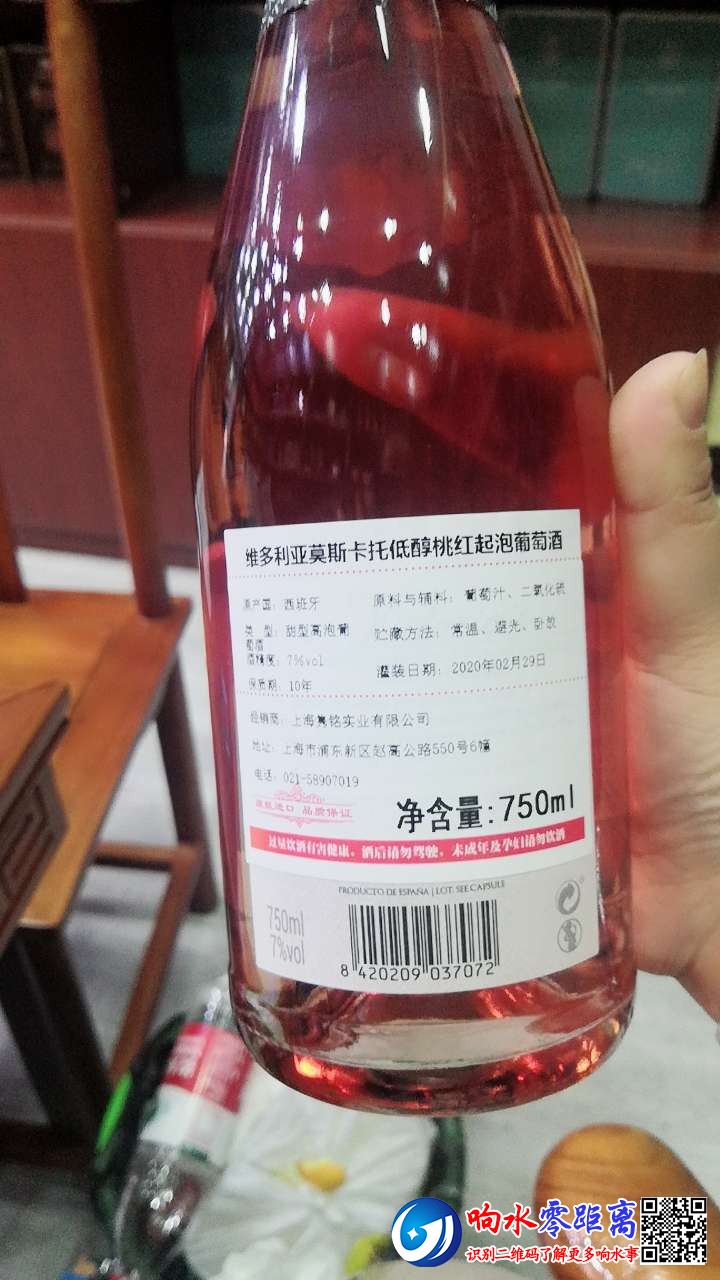 维多利亚莫斯卡托低醇桃红起泡葡萄酒
原产国：西班牙
类 型：甜型高泡葡
萄酒
酒精度：7%vol
保质期：10年
原料与辅料：葡萄汁、二氧化硫
贮藏方法：常温、避光、卧放
灌装日期：2020年02月29日
经销商：上海隽铭实业有限公司
地址：上海市浦东新区赵高公路550号6幢
电话：021-58907019
原瓶进口 品质保证
净含量:750ml
过量饮酒有害健康，酒后请勿驾驶，未成年及孕妇请勿饮酒
PRODUCTO DE ESPAÑA | LOT. SEE CAPSULE
750ml
7%vol
8 420209 037072
响水零距离
识别二维码了解更多响水事